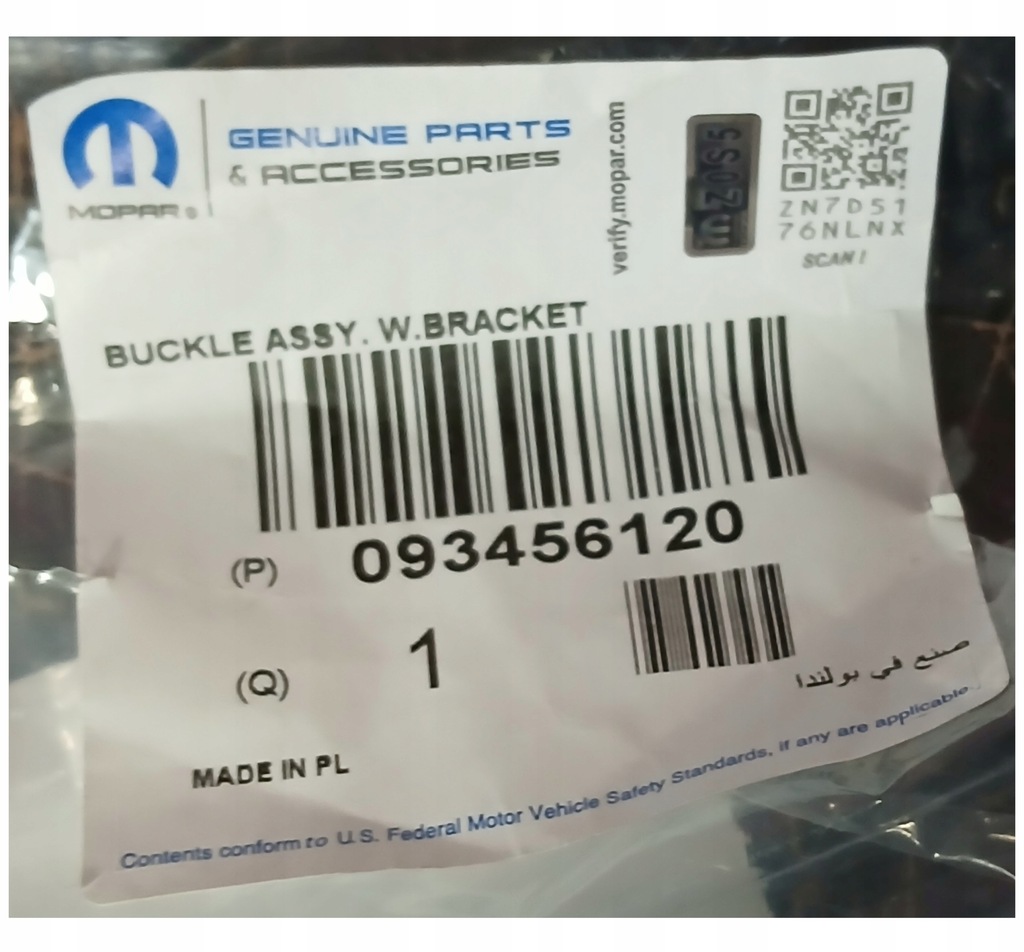 GENUINE PARTS
& ACCESSORIES
MOPAR®
verify.mopar.com
mZ0S5
ZN7D51
76NLNX
SCAN!
BUCKLE ASSY. W.BRACKET
(P) 093456120
(Q) 1
صنع في بولندا
MADE IN PL
Contents conform to U.S. Federal Motor Vehicle Safety Standards, if any are applicable.